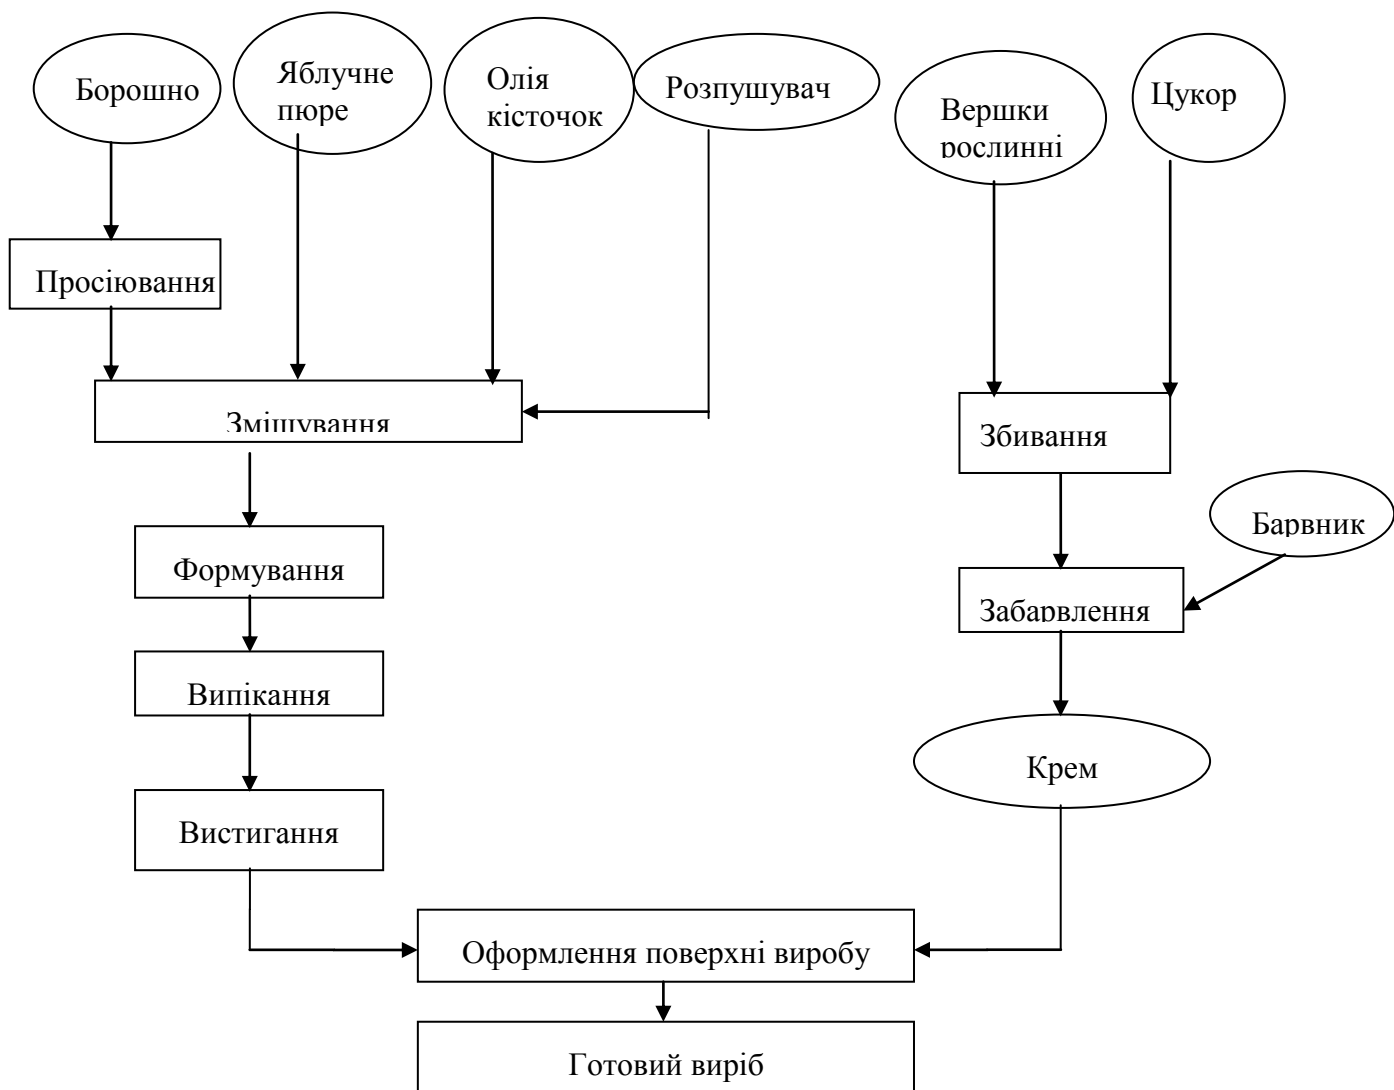 Борошно
Яблучне
пюре
Олія
кісточок
Розпушувач
Вершки
рослинні
Цукор
Просіювання
Змішування
Збивання
Барвник
Формування
Забарвлення
Випікання
Крем
Вистигання
Оформлення поверхні виробу
Готовий виріб